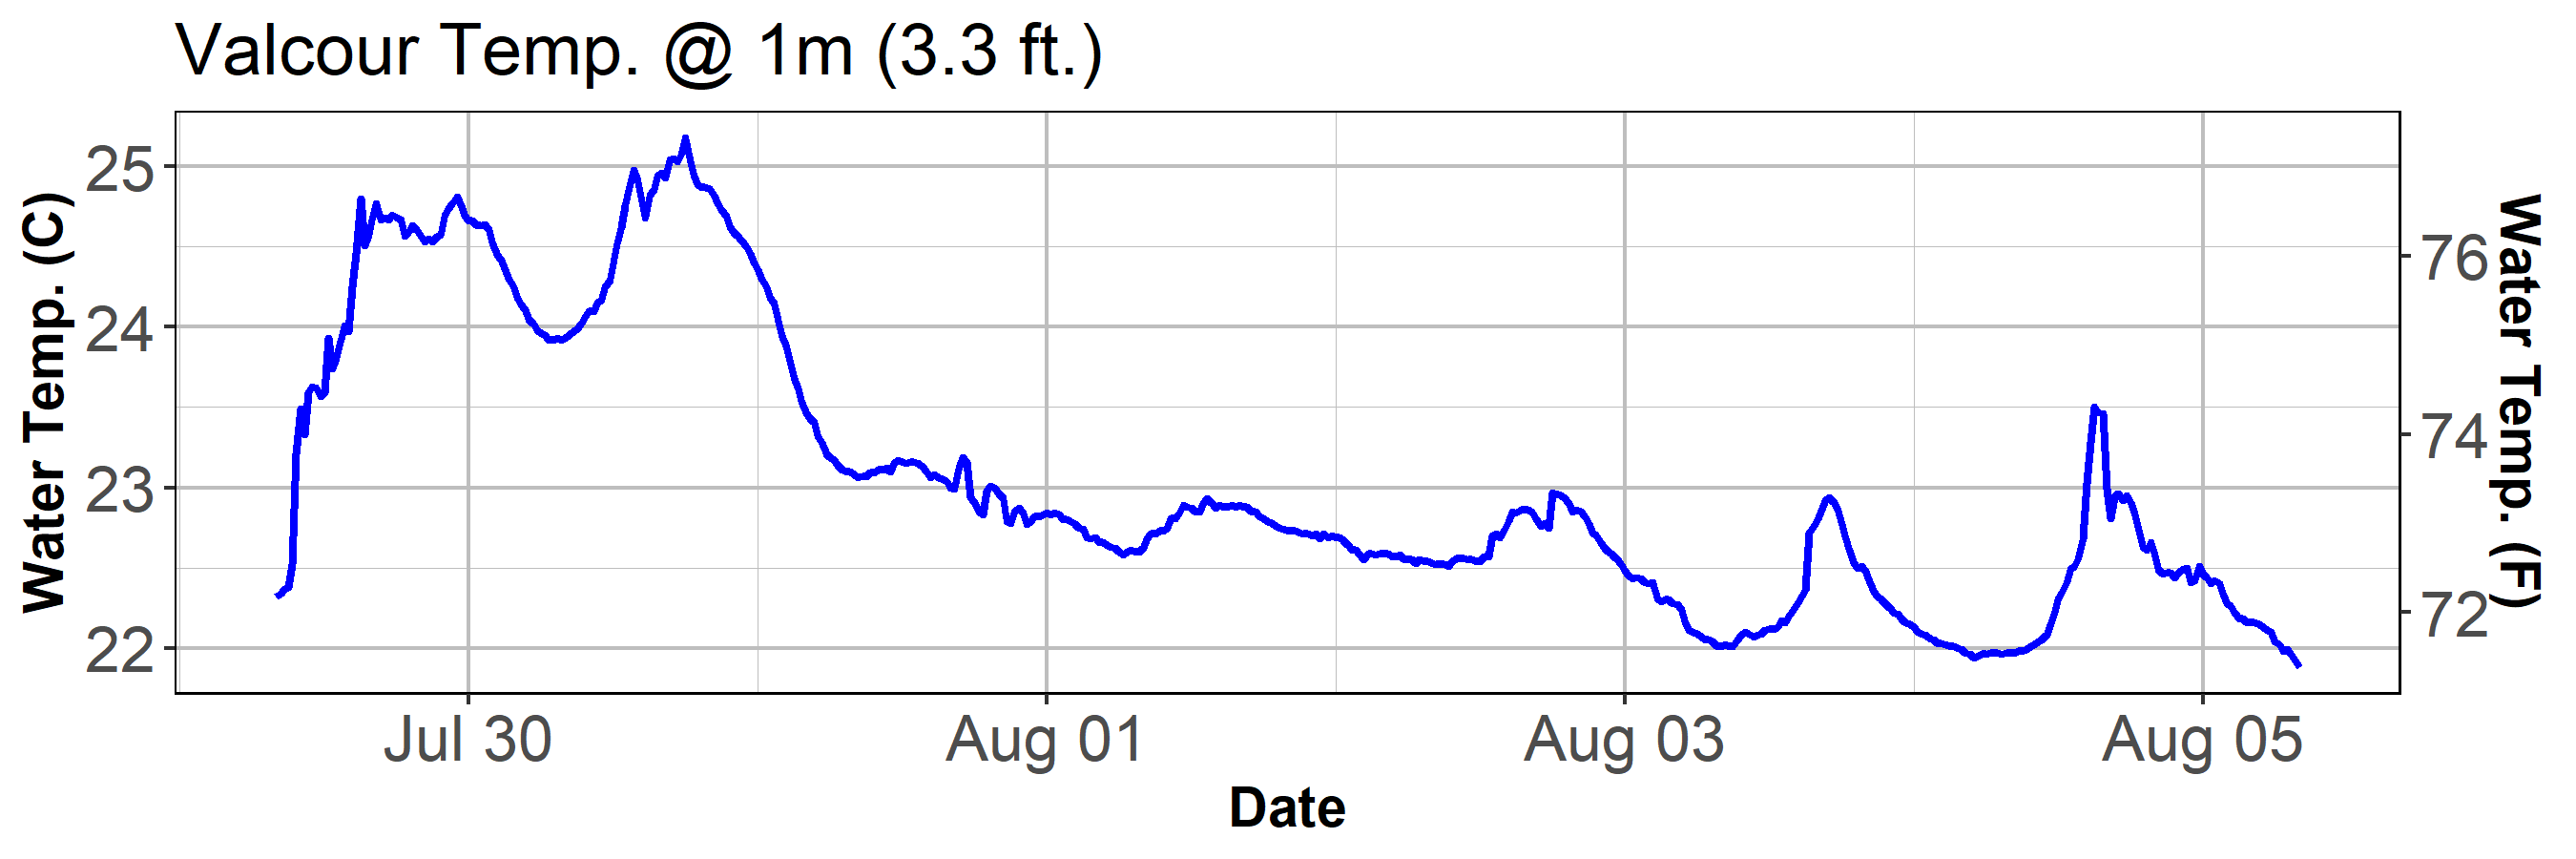 Valcour Temp. @ 1m (3.3 ft.)
Water Temp. (C)
25
24
23
22
76
74
72
Water Temp. (F)
Jul 30
Aug 01
Aug 03
Aug 05
Date